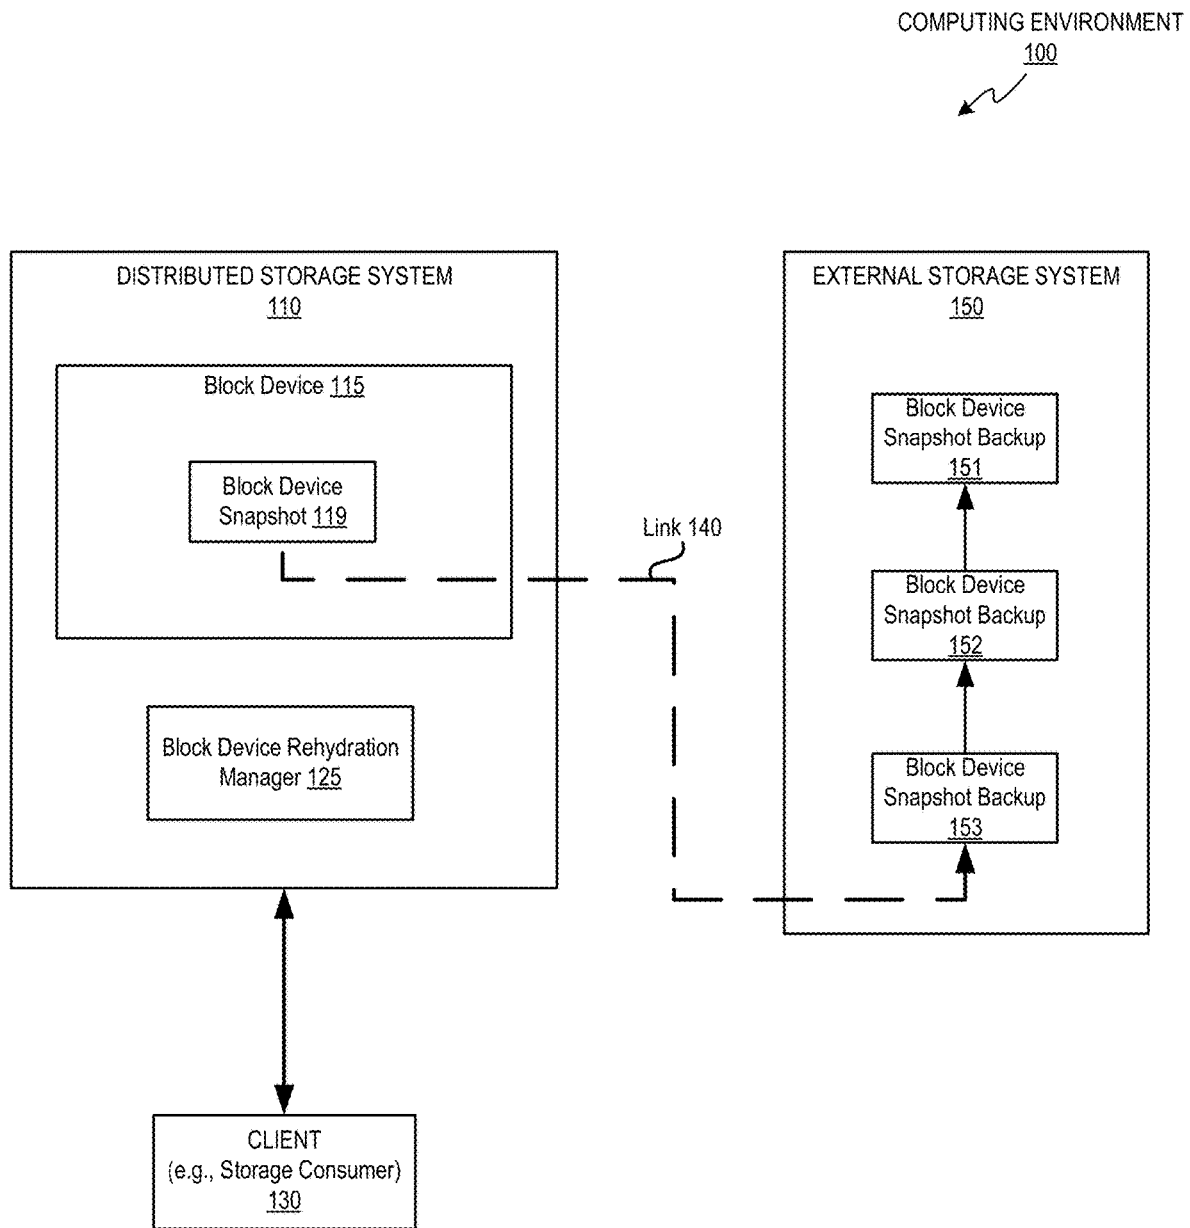 COMPUTING ENVIRONMENT
100
DISTRIBUTED STORAGE SYSTEM
110
Block Device 115
Block Device
Snapshot 119
Block Device Rehydration
Manager 125
Link 140
EXTERNAL STORAGE SYSTEM
150
Block Device
Snapshot Backup
151
Block Device
Snapshot Backup
152
Block Device
Snapshot Backup
153
CLIENT
(e.g., Storage Consumer)
130